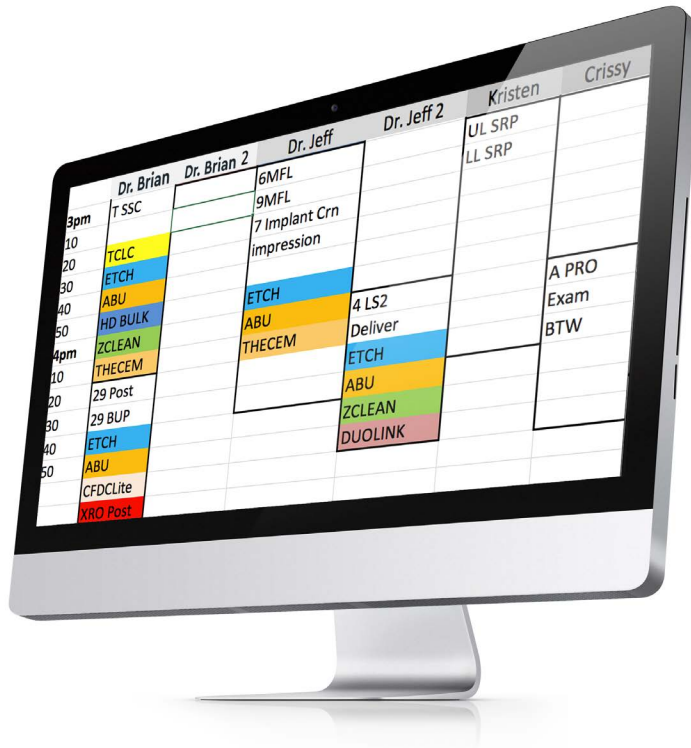 Dr. Brian
Dr. Brian 2
Dr. Jeff
Dr. Jeff 2
Kristen
Crissy
3pm
10
20
30
40
50
4pm
10
20
30
40
50
T SSC
TCLC
ETCH
ABU
HD BULK
ZCLEAN
THECEM
29 Post
29 BUP
ETCH
ABU
CFDCLite
XRO Post
6MFL
9MFL
7 Implant Crn
impression
ETCH
ABU
THECEM
4 LS2
Deliver
ETCH
ABU
ZCLEAN
DUOLINK
UL SRP
LL SRP
A PRO
Exam
BTW